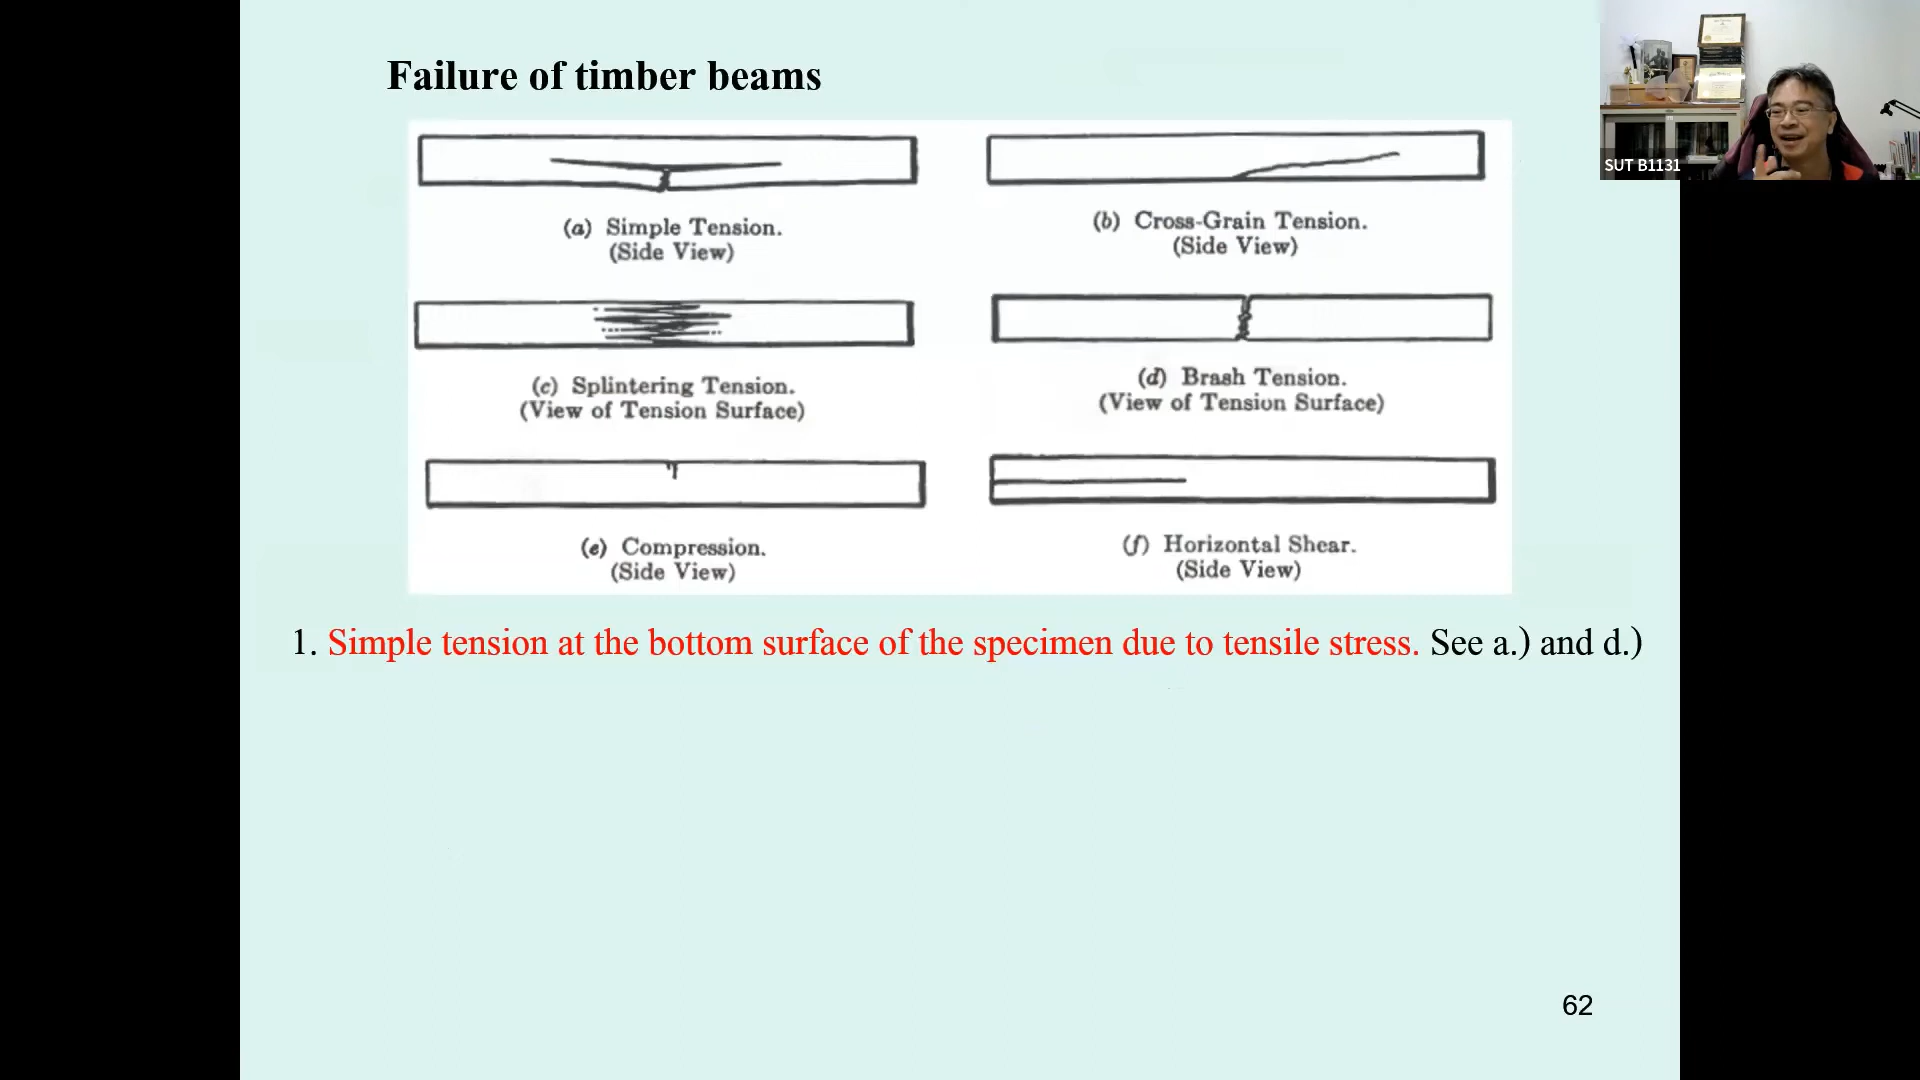 Failure of timber beams
SUT B1131
(a) Simple Tension.
(Side View)
(b) Cross-Grain Tension.
(Side View)
(c) Splintering Tension.
(View of Tension Surface)
(d) Brash Tension.
(View of Tension Surface)
(e) Compression.
(Side View)
(f) Horizontal Shear.
(Side View)
1. Simple tension at the bottom surface of the specimen due to tensile stress. See a.) and d.)
62